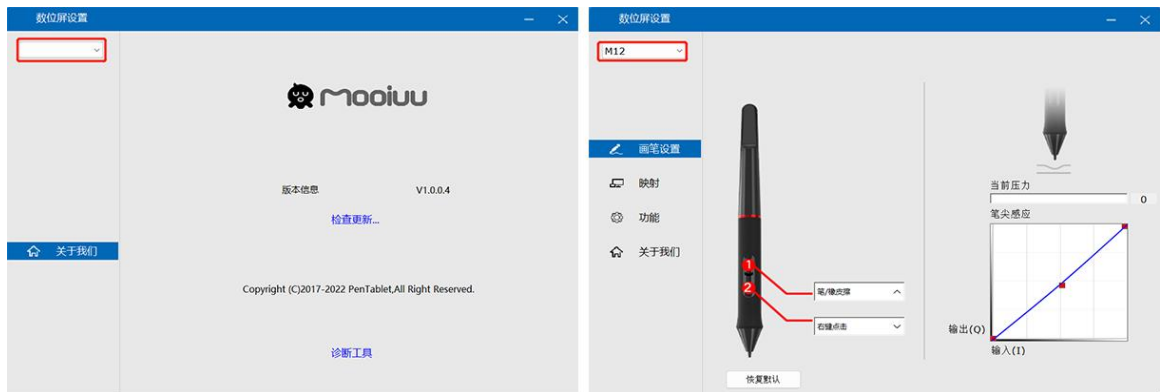 数位屏设置
mooiuu
版本信息 V1.0.0.4
检查更新...
关于我们
Copyright (C)2017-2022 PenTablet,All Right Reserved.
诊断工具
数位屏设置
M12
画笔设置
映射
功能
关于我们
1
2
笔/橡皮擦
右键点击
恢复默认
当前压力
0
笔尖感应
输出(Q)
输入(I)